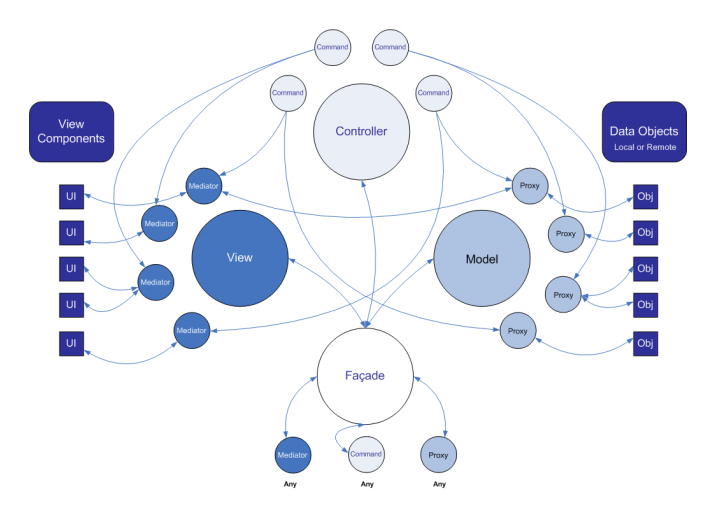 Command
Command
Command
Command
View
Components
Controller
Data Objects
Local or Remote
UI
Mediator
Proxy
Obj
UI
Mediator
Proxy
Obj
View
Model
UI
Mediator
Proxy
Obj
UI
Obj
UI
Mediator
Proxy
Obj
Façade
Mediator
Command
Proxy
Any
Any
Any